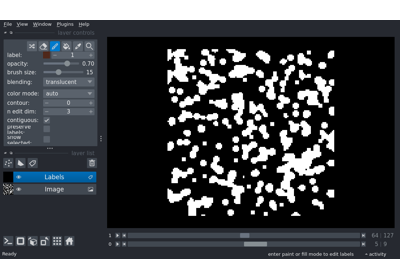 File View Window Plugins Help
layer controls
label: 1
opacity: 0.70
brush size: 15
blending: translucent
color mode: auto
contour: 0
n edit dim: 3
contiguous:
preserve
labels:
show
selected:
layer list
Labels
Image
1 64 127
0 5 9
Ready enter paint or fill mode to edit labels activity